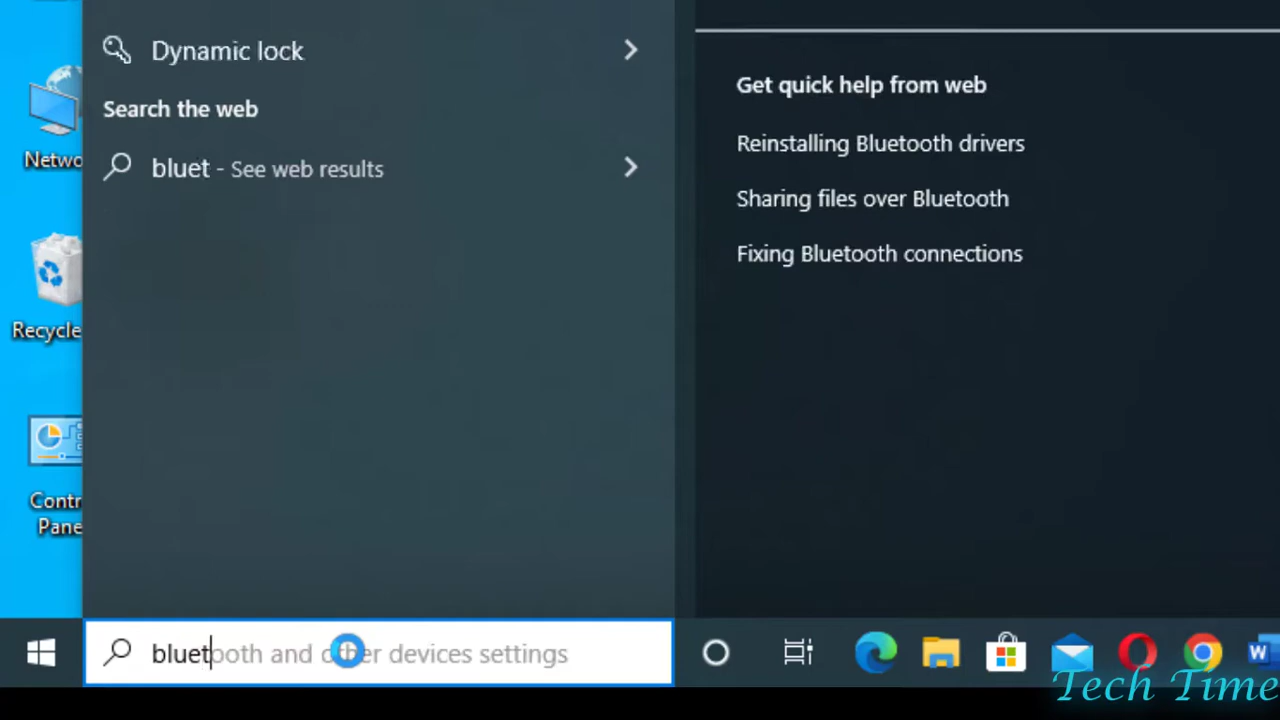 Dynamic lock
Search the web
bluet - See web results
Get quick help from web
Reinstalling Bluetooth drivers
Sharing files over Bluetooth
Fixing Bluetooth connections
Netwo
Recycle
Contr
Pane
bluetooth and other devices settings
W
Tech Time